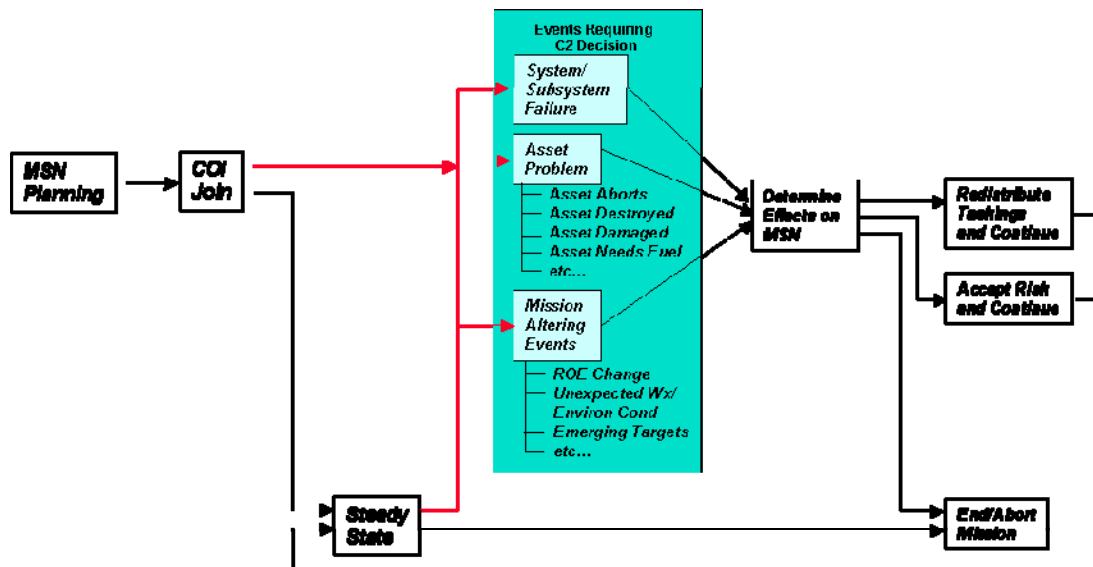 Events Requiring
C2 Decision
System/
Subsystem
Failure
MSN
Planning
COI
Join
Asset
Problem
Asset Aborts
Asset Destroyed
Asset Damaged
Asset Needs Fuel
etc...
Determine
Effects on
MSN
Redistribute
Taskings
and Continue
Accept Risk
and Continue
Mission
Altering
Events
ROE Change
Unexpected Wx/
Environ Cond
Emerging Targets
etc...
Steady
State
End/Abort
Mission